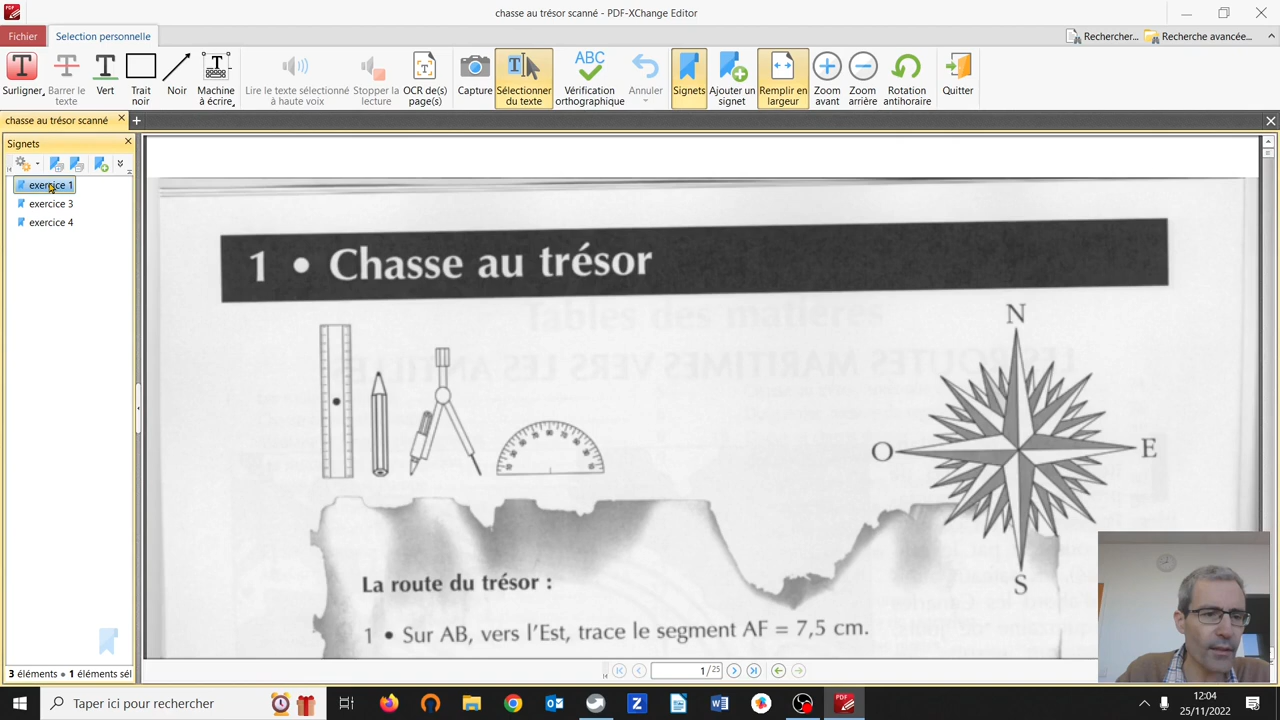 chasse au trésor scanné - PDF-XChange Editor
Fichier
Selection personnelle
Rechercher...
Recherche avancée...
Surligner
Barrer le texte
Vert
Trait noir
Noir
Machine à écrire
Lire le texte sélectionné à haute voix
Stopper la lecture
OCR de(s) page(s)
Capture
Sélectionner du texte
ABC
Vérification orthographique
Annuler
Signets
Ajouter un signet
Remplir en largeur
Zoom avant
Zoom arrière
Rotation antihoraire
Quitter
chasse au trésor scanné
Signets
exercice 1
exercice 3
exercice 4
1 • Chasse au trésor
N
O
E
S
La route du trésor :
1 • Sur AB, vers l'Est, trace le segment AF = 7,5 cm.
3 éléments • 1 éléments sél
1/25
Taper ici pour rechercher
12:04
25/11/2022